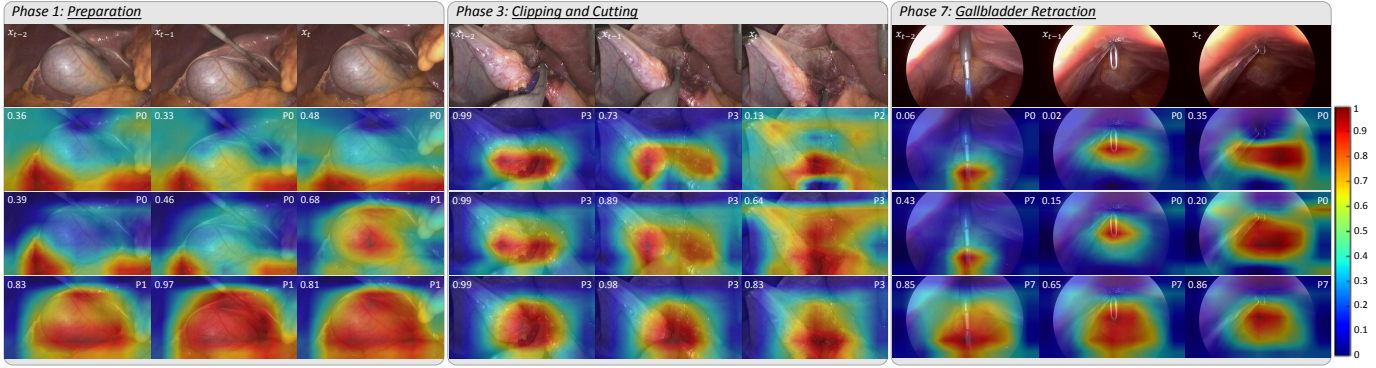 Phase 1: Preparation
Phase 3: Clipping and Cutting
Phase 7: Gallbladder Retraction
x_{t−2} x_{t−1} x_t x_{t−2} x_{t−1} x_t x_{t−2} x_{t−1} x_t
0.36 P0 0.33 P0 0.48 P0 0.99 P3 0.73 P3 0.13 P2 0.06 P0 0.02 P0 0.35 P0
0.39 P0 0.46 P0 0.68 P1 0.99 P3 0.89 P3 0.64 P3 0.43 P7 0.15 P0 0.20 P0
0.83 P1 0.97 P1 0.81 P1 0.99 P3 0.98 P3 0.83 P3 0.85 P7 0.65 P7 0.86 P7
1
0.9
0.8
0.7
0.6
0.5
0.4
0.3
0.2
0.1
0